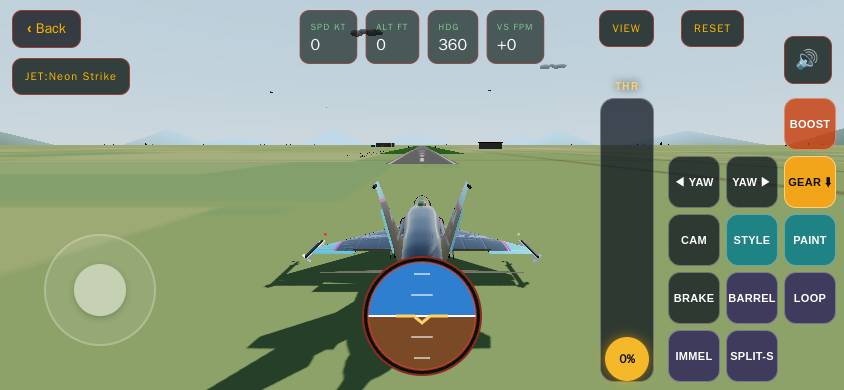 ‹ Back
JET:Neon Strike
SPD KT
0
ALT FT
0
HDG
360
VS FPM
+0
VIEW
RESET
THR
BOOST
◀ YAW
YAW ▶
GEAR ⬇
CAM
STYLE
PAINT
BRAKE
BARREL
LOOP
0%
IMMEL
SPLIT-S